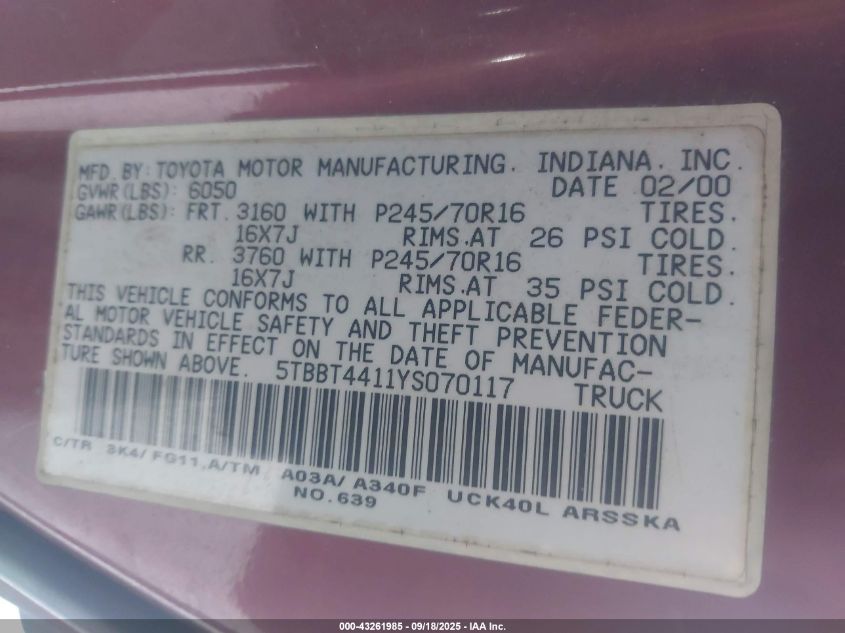 MFD. BY: TOYOTA MOTOR MANUFACTURING. INDIANA. INC.
GVWR(LBS): 6050 DATE 02/00
GAWR(LBS): FRT. 3160 WITH P245/70R16 TIRES.
16X7J RIMS.AT 26 PSI COLD.
RR. 3760 WITH P245/70R16 TIRES.
16X7J RIMS.AT 35 PSI COLD.
THIS VEHICLE CONFORMS TO ALL APPLICABLE FEDER-
AL MOTOR VEHICLE SAFETY AND THEFT PREVENTION
STANDARDS IN EFFECT ON THE DATE OF MANUFAC-
TURE SHOWN ABOVE. 5TBBT4411YS070117 TRUCK
C/TR 3K4/ FG11.A/TM A03A/ A340F UCK40L ARSSKA
NO.639
000-43261985 - 09/18/2025 - IAA Inc.